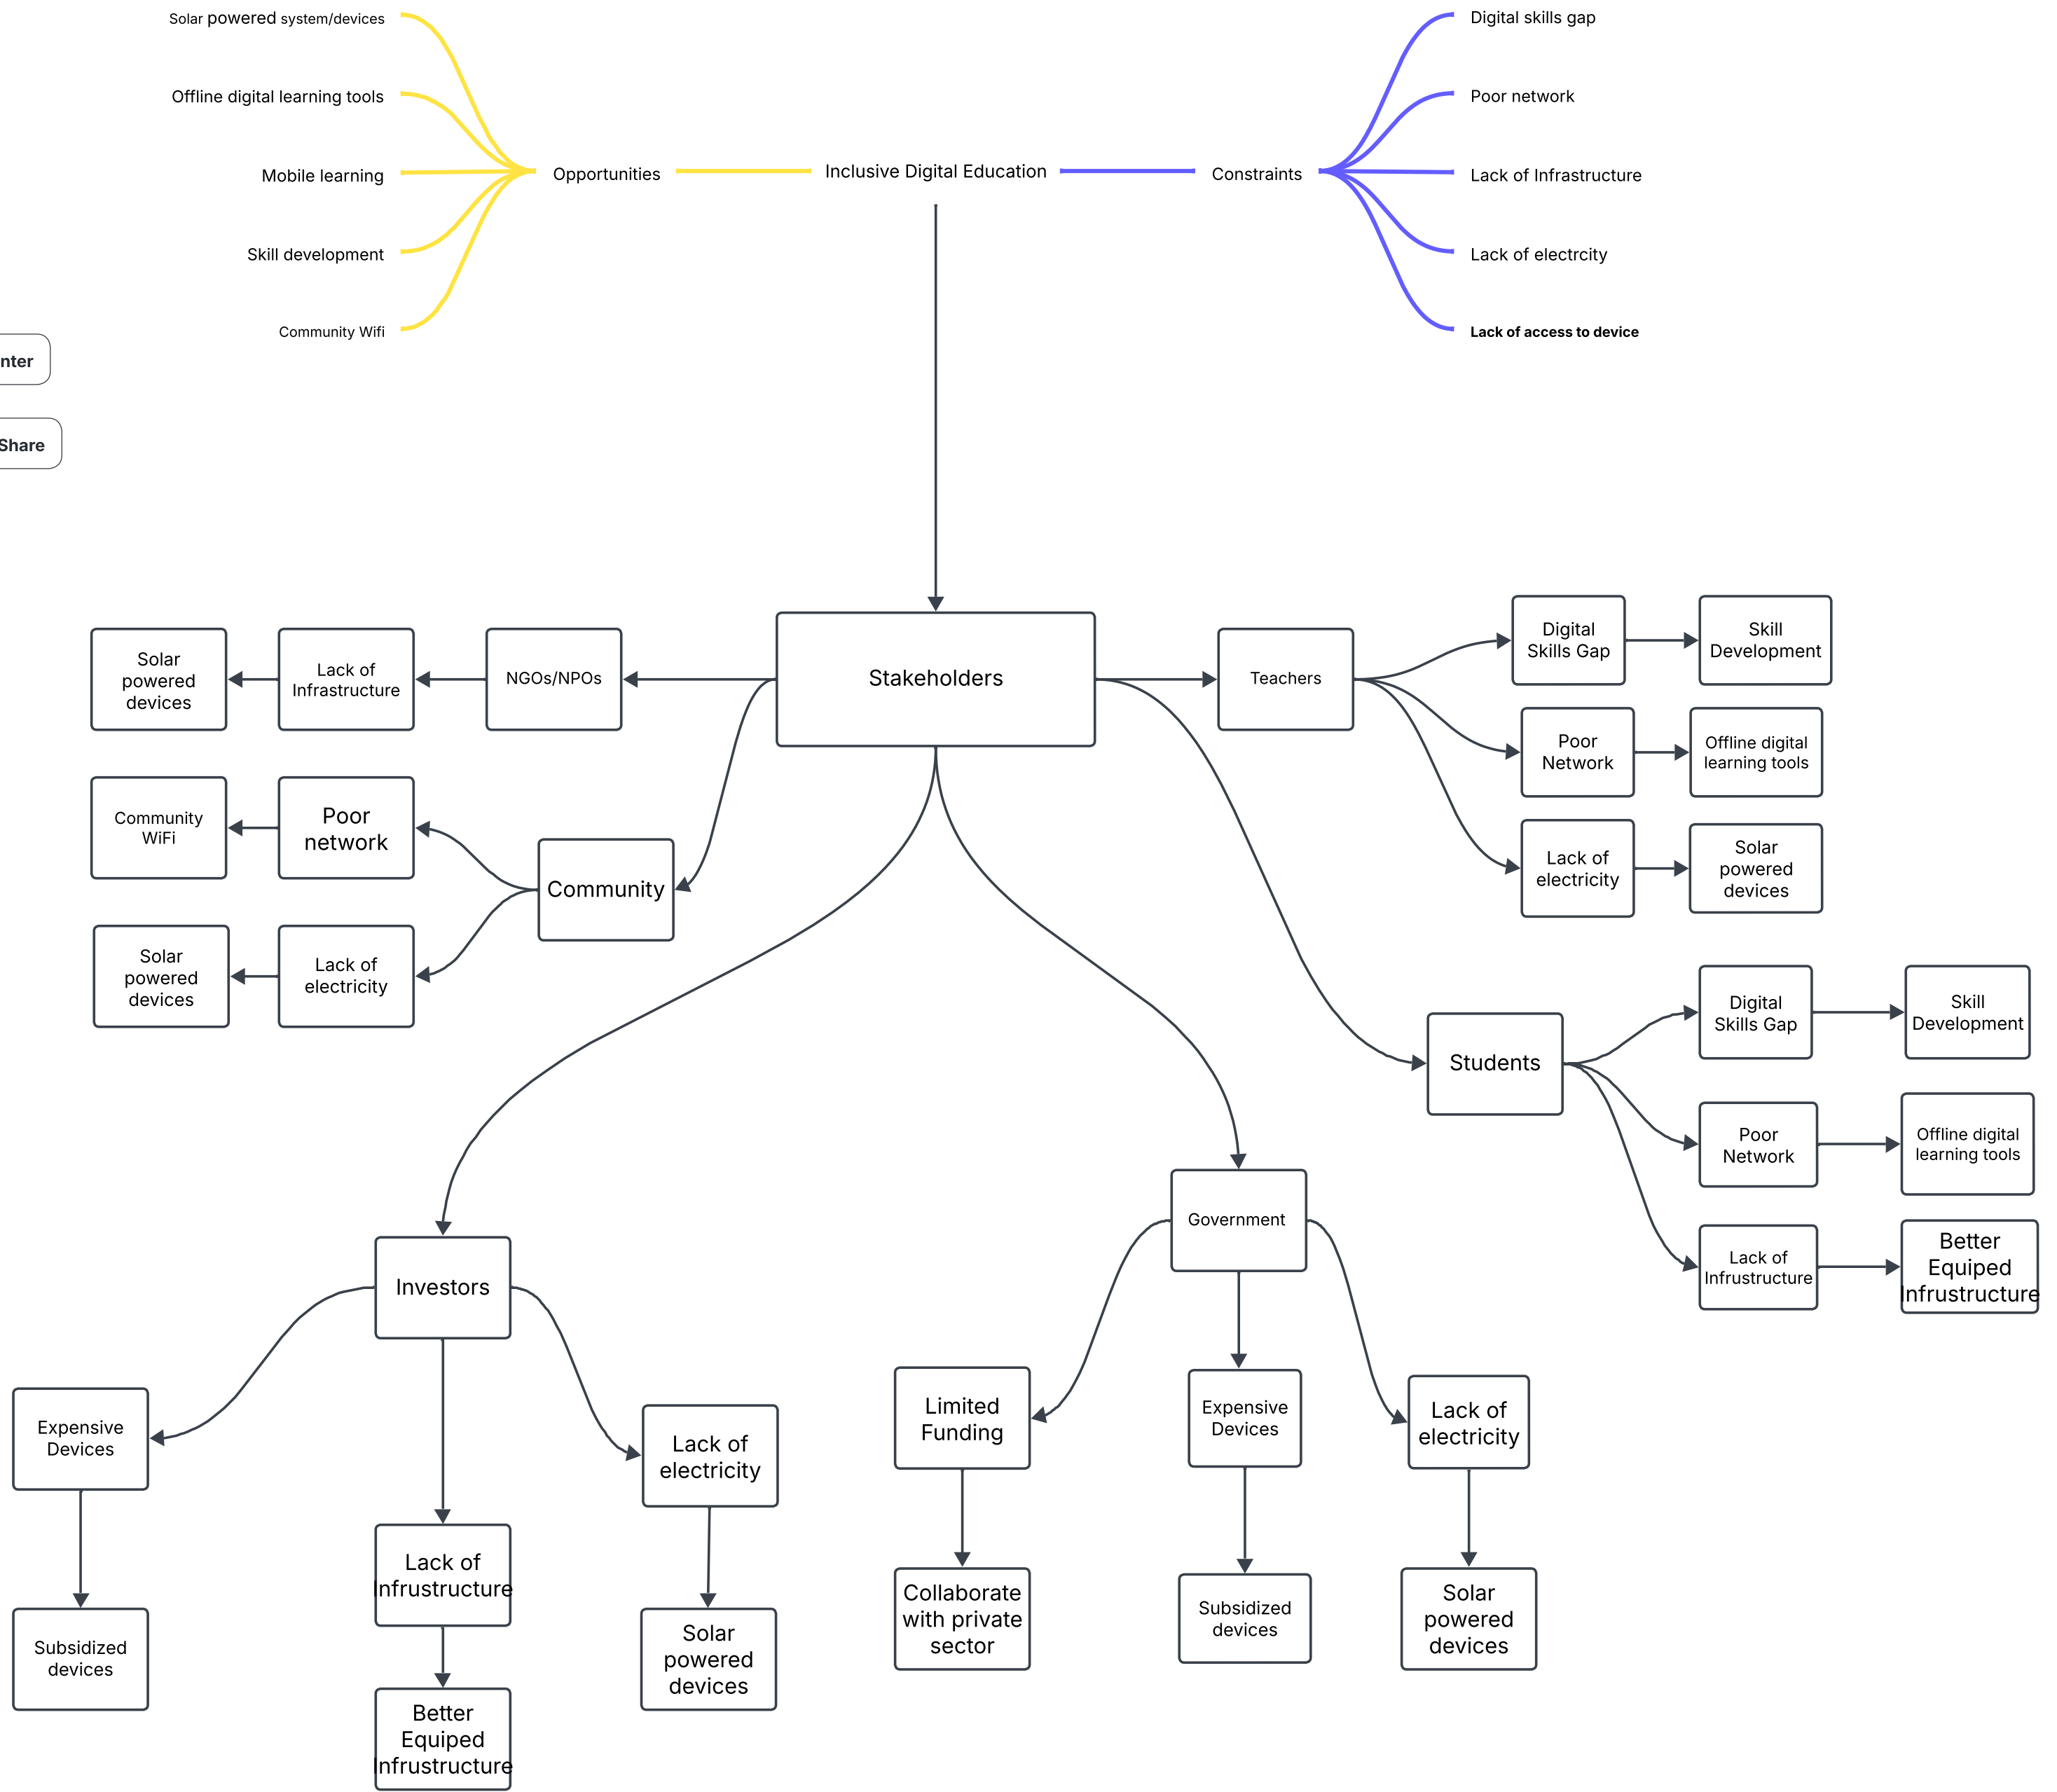 Solar powered system/devices
Offline digital learning tools
Mobile learning
Skill development
Community Wifi
Opportunities
Inclusive Digital Education
Constraints
Digital skills gap
Poor network
Lack of Infrastructure
Lack of electrcity
Lack of access to device
nter
Share
Stakeholders
NGOs/NPOs
Lack of
Infrastructure
Solar
powered
devices
Community
Poor
network
Community
WiFi
Lack of
electricity
Solar
powered
devices
Teachers
Digital
Skills Gap
Skill
Development
Poor
Network
Offline digital
learning tools
Lack of
electricity
Solar
powered
devices
Students
Digital
Skills Gap
Skill
Development
Poor
Network
Offline digital
learning tools
Lack of
Infrustructure
Better
Equiped
Infrustructure
Investors
Expensive
Devices
Subsidized
devices
Lack of
Infrustructure
Better
Equiped
Infrustructure
Lack of
electricity
Solar
powered
devices
Government
Limited
Funding
Collaborate
with private
sector
Expensive
Devices
Subsidized
devices
Lack of
electricity
Solar
powered
devices